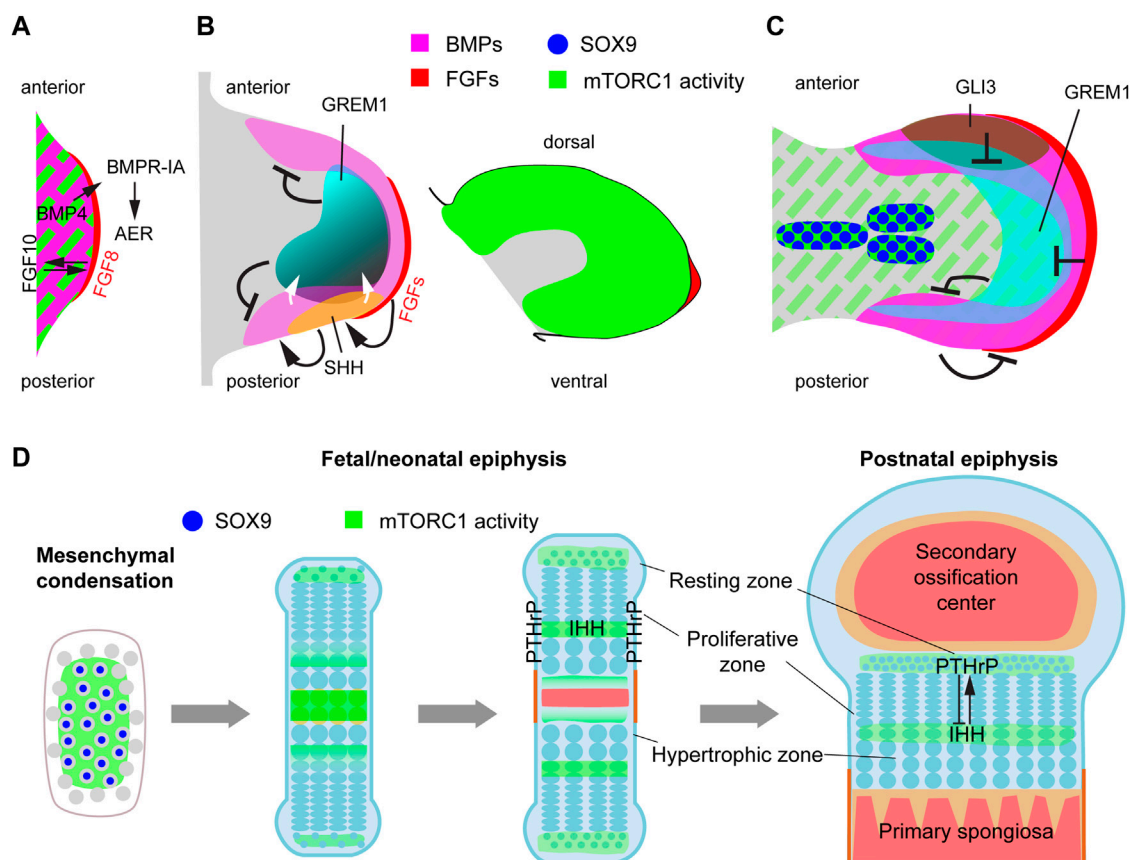 A
anterior
BMPR-IA
BMP4
AER
FGF10
FGF8
posterior
B
BMPs
SOX9
FGFs
mTORC1 activity
anterior
GREM1
FGFs
SHH
posterior
dorsal
ventral
C
anterior
GLI3
GREM1
posterior
D
Fetal/neonatal epiphysis
Postnatal epiphysis
SOX9
mTORC1 activity
Mesenchymal
condensation
PTHrP
IHH
PTHrP
Resting zone
Proliferative
zone
Hypertrophic zone
Secondary
ossification
center
PTHrP
IHH
Primary spongiosa